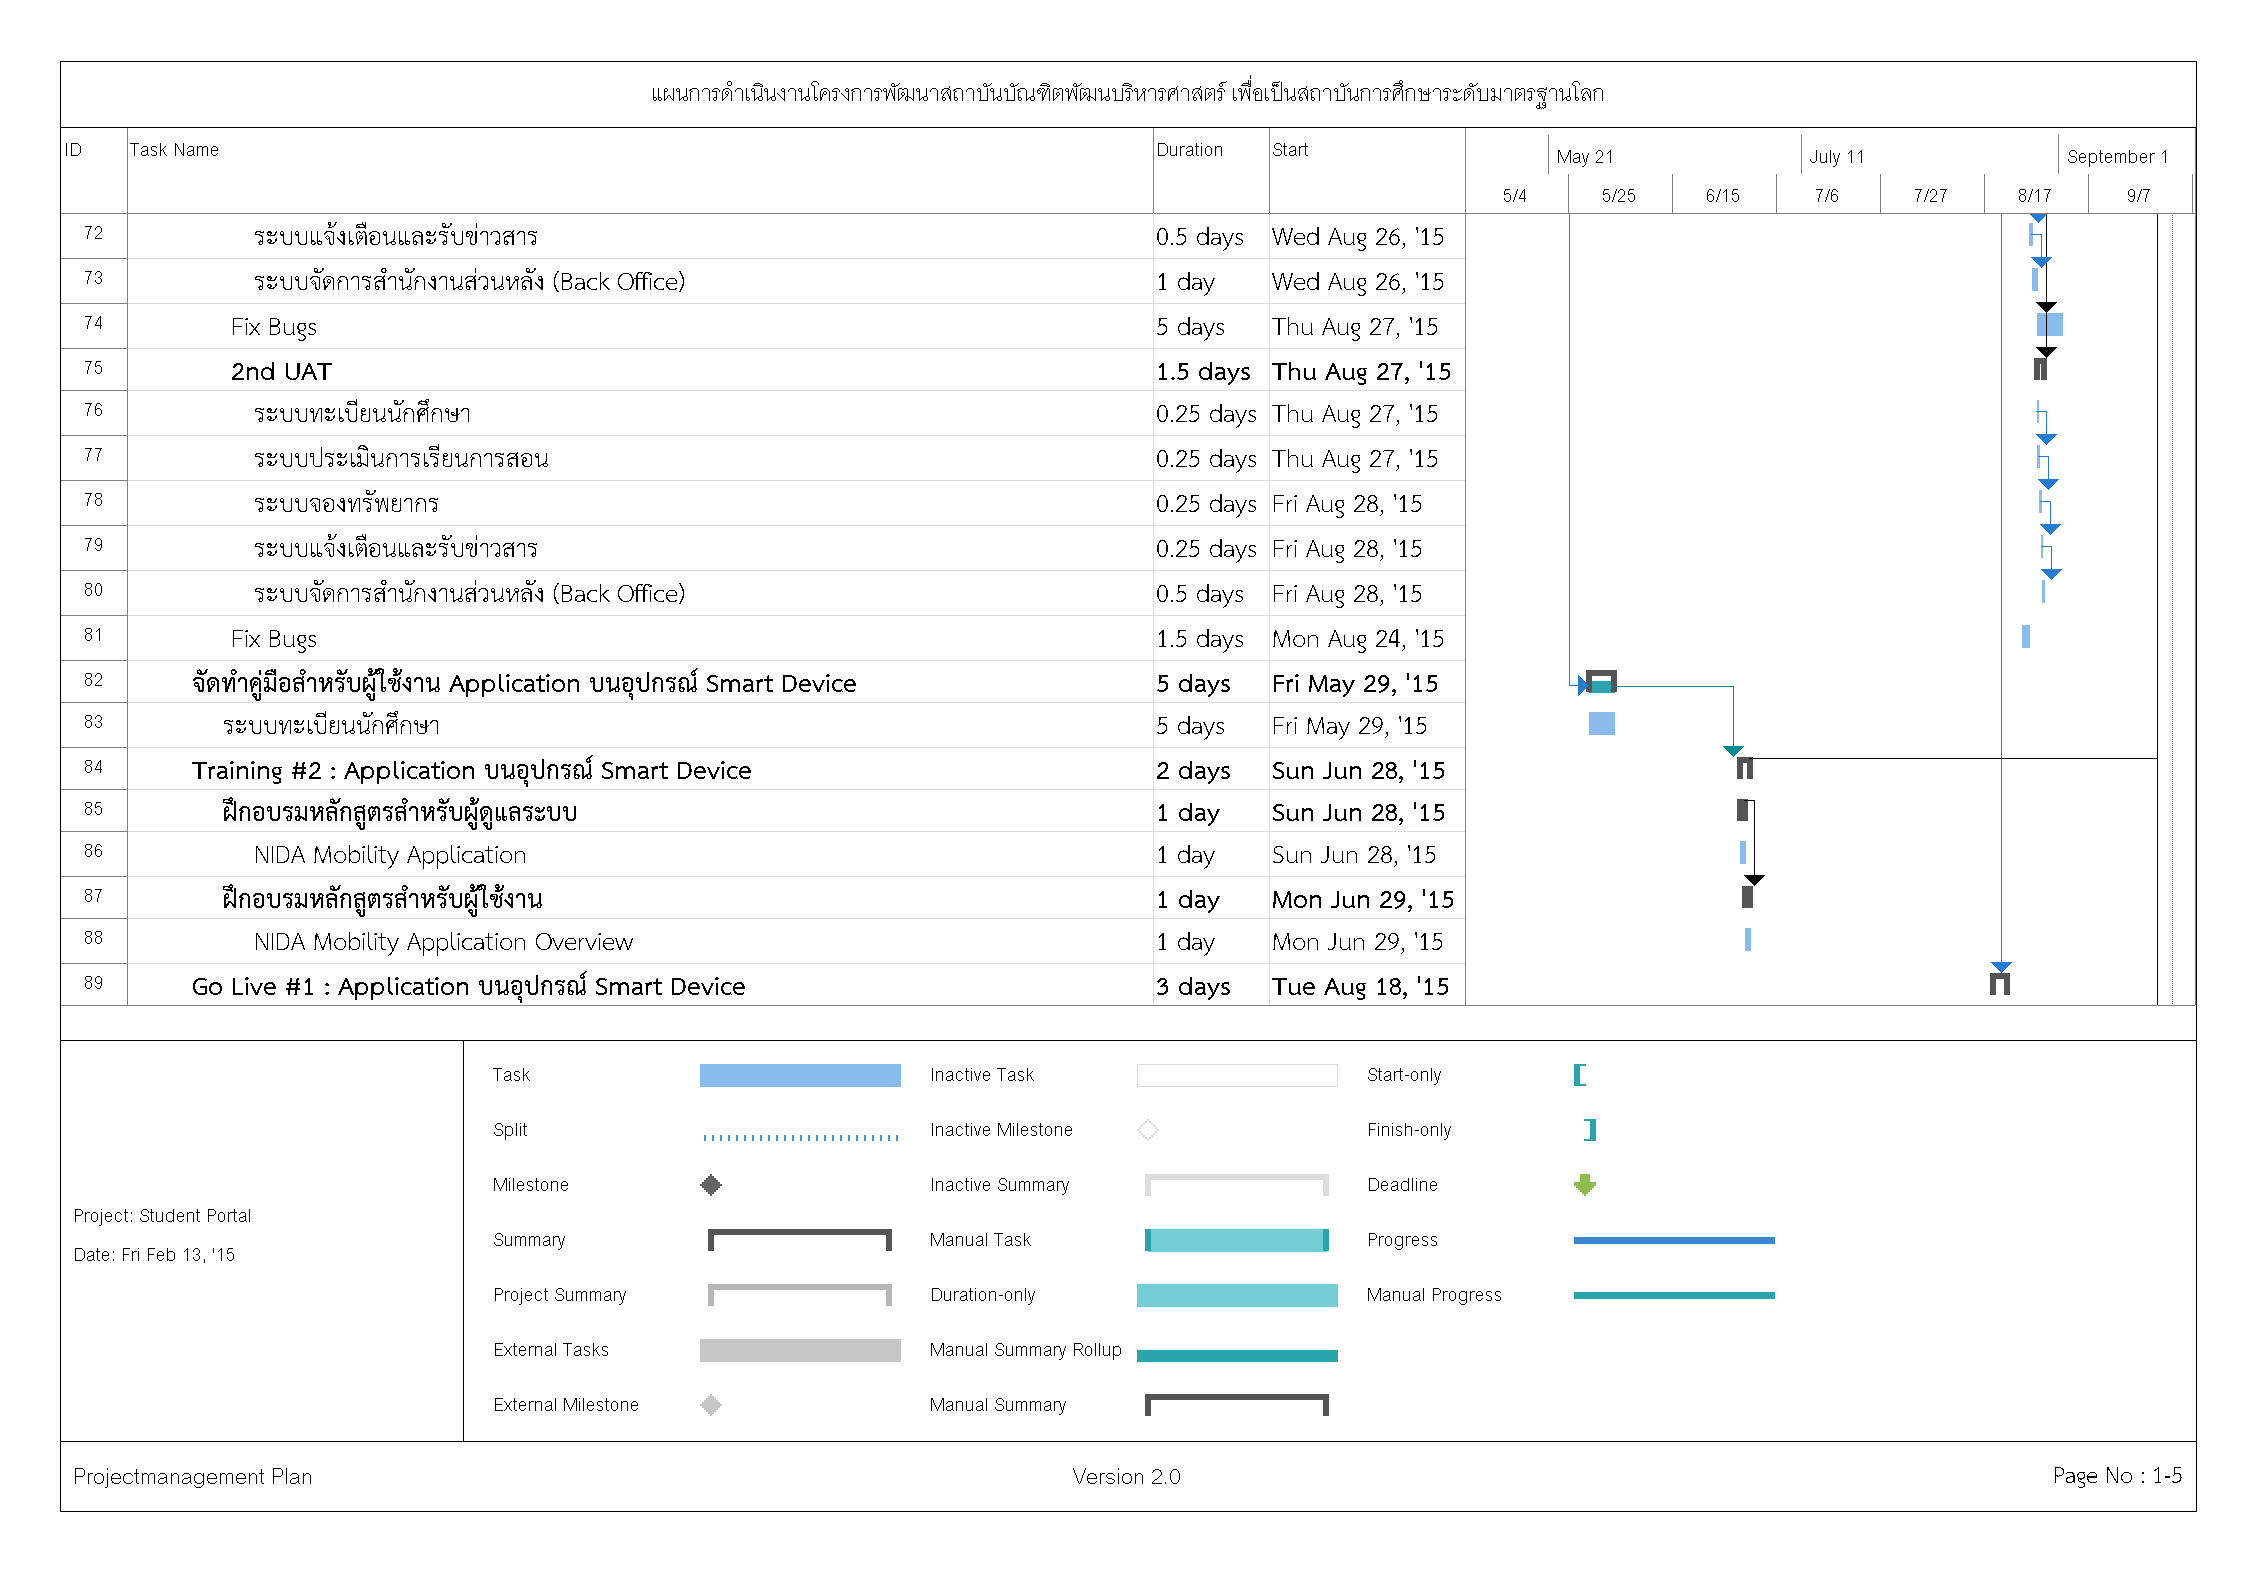 แผนการดำเนินงานโครงการพัฒนาสถาบันบัณฑิตพัฒนบริหารศาสตร์ เพื่อเป็นสถาบันการศึกษาระดับมาตรฐานโลก
ID Task Name Duration Start May 21 July 11 September 1
5/4 5/25 6/15 7/6 7/27 8/17 9/7
72 ระบบแจ้งเตือนและรับข่าวสาร 0.5 days Wed Aug 26, '15
73 ระบบจัดการสำนักงานส่วนหลัง (Back Office) 1 day Wed Aug 26, '15
74 Fix Bugs 5 days Thu Aug 27, '15
75 2nd UAT 1.5 days Thu Aug 27, '15
76 ระบบทะเบียนนักศึกษา 0.25 days Thu Aug 27, '15
77 ระบบประเมินการเรียนการสอน 0.25 days Thu Aug 27, '15
78 ระบบจองทรัพยากร 0.25 days Fri Aug 28, '15
79 ระบบแจ้งเตือนและรับข่าวสาร 0.25 days Fri Aug 28, '15
80 ระบบจัดการสำนักงานส่วนหลัง (Back Office) 0.5 days Fri Aug 28, '15
81 Fix Bugs 1.5 days Mon Aug 24, '15
82 จัดทำคู่มือสำหรับผู้ใช้งาน Application บนอุปกรณ์ Smart Device 5 days Fri May 29, '15
83 ระบบทะเบียนนักศึกษา 5 days Fri May 29, '15
84 Training #2 : Application บนอุปกรณ์ Smart Device 2 days Sun Jun 28, '15
85 ฝึกอบรมหลักสูตรสำหรับผู้ดูแลระบบ 1 day Sun Jun 28, '15
86 NIDA Mobility Application 1 day Sun Jun 28, '15
87 ฝึกอบรมหลักสูตรสำหรับผู้ใช้งาน 1 day Mon Jun 29, '15
88 NIDA Mobility Application Overview 1 day Mon Jun 29, '15
89 Go Live #1 : Application บนอุปกรณ์ Smart Device 3 days Tue Aug 18, '15
Project: Student Portal
Date: Fri Feb 13, '15
Task Inactive Task Start-only
Split Inactive Milestone Finish-only
Milestone Inactive Summary Deadline
Summary Manual Task Progress
Project Summary Duration-only Manual Progress
External Tasks Manual Summary Rollup
External Milestone Manual Summary
Projectmanagement Plan Version 2.0 Page No : 1-5